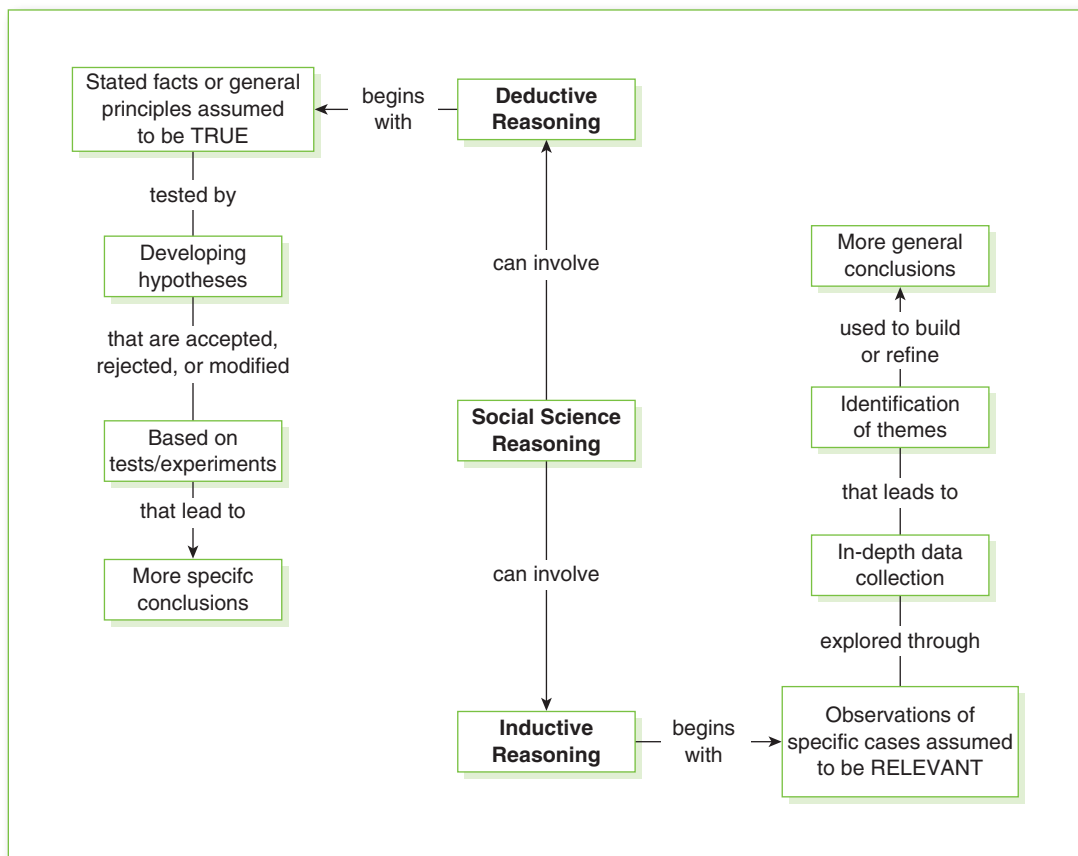 Stated facts or general
principles assumed
to be TRUE
begins
with
Deductive
Reasoning
tested by
Developing
hypotheses
that are accepted,
rejected, or modified
Based on
tests/experiments
that lead to
More specifc
conclusions
can involve
Social Science
Reasoning
can involve
Inductive
Reasoning
begins
with
Observations of
specific cases assumed
to be RELEVANT
explored through
In-depth data
collection
that leads to
Identification
of themes
used to build
or refine
More general
conclusions